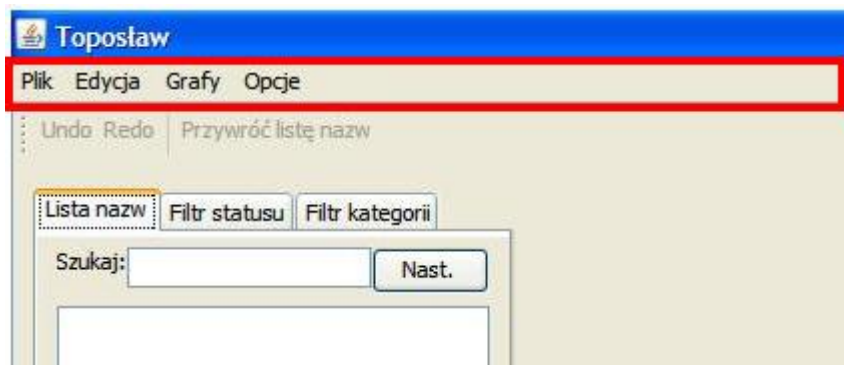 Toposław
Plik Edycja Grafy Opcje
Undo Redo Przywróć listę nazw
Lista nazw Filtr statusu Filtr kategorii
Szukaj: Nast.